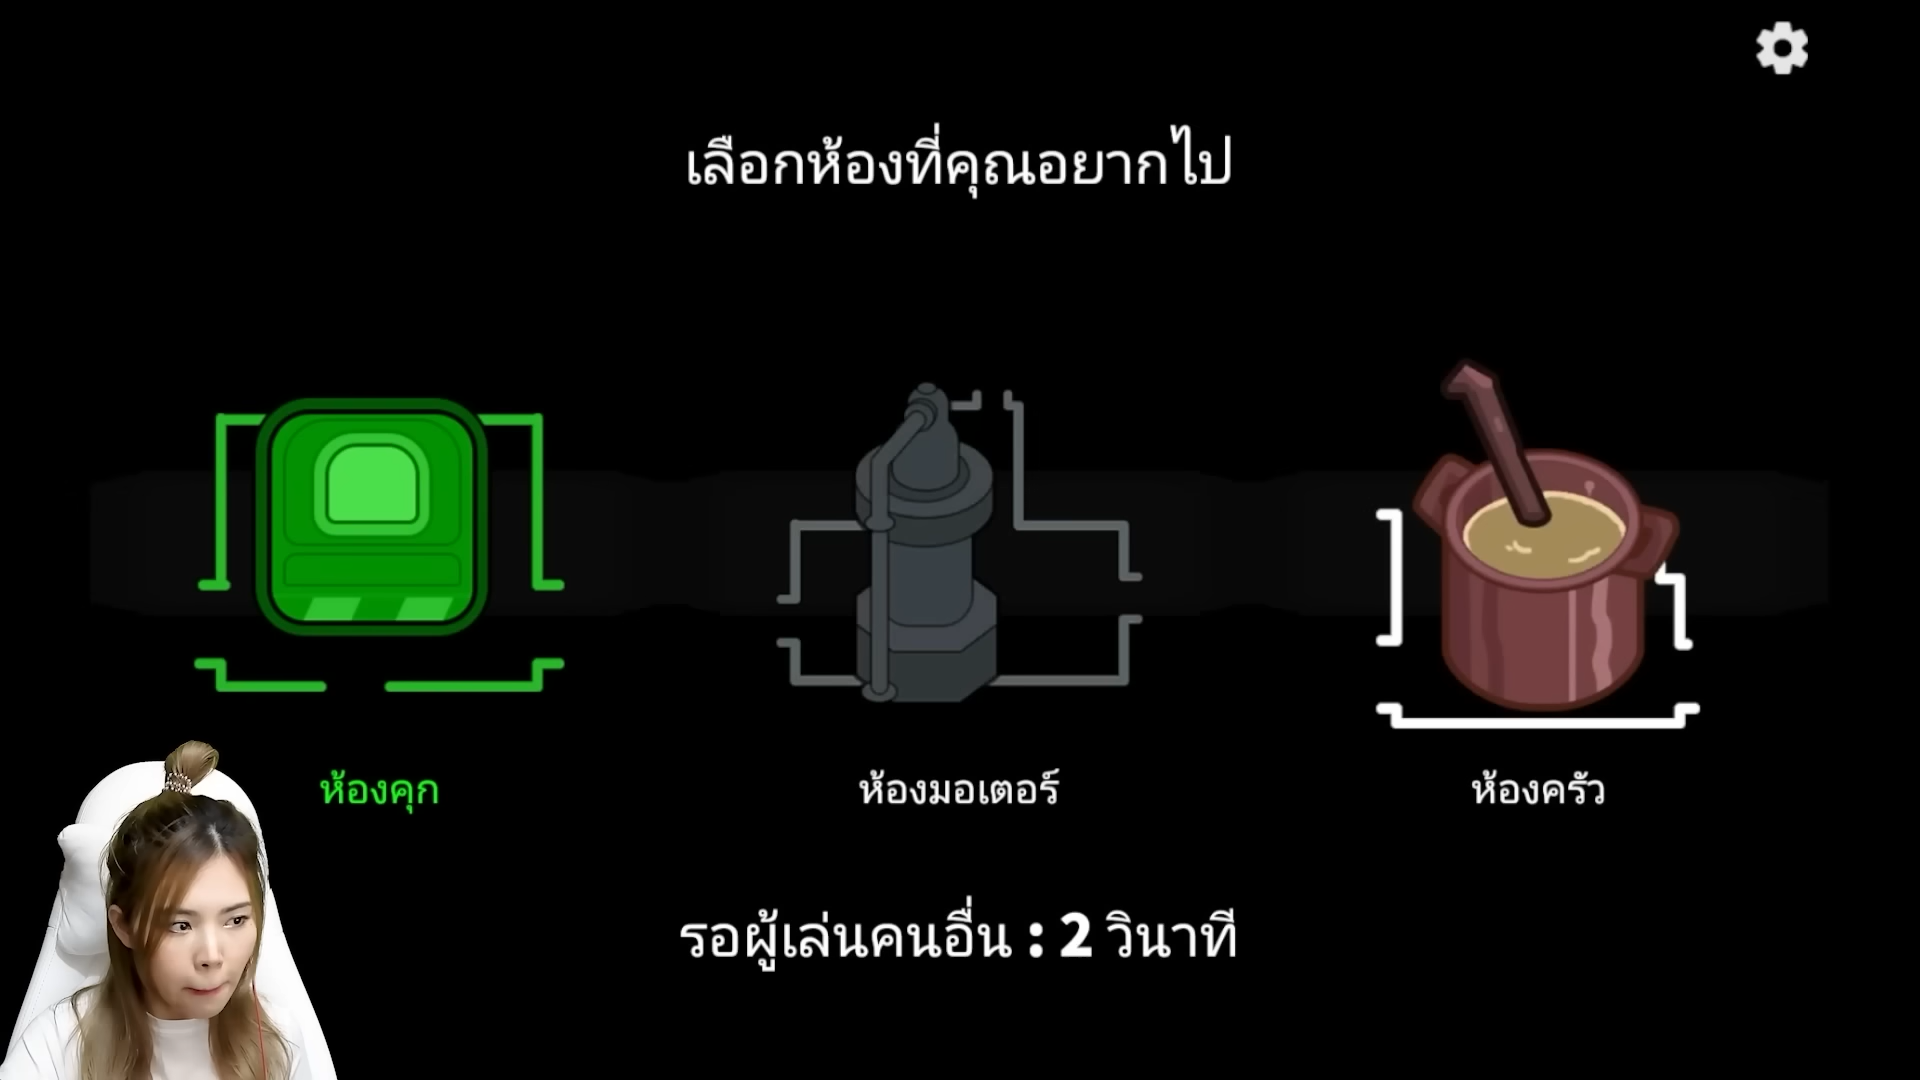 เลือกห้องที่คุณอยากไป
ห้องคุก
ห้องมอเตอร์
ห้องครัว
รอผู้เล่นคนอื่น : 2 วินาที